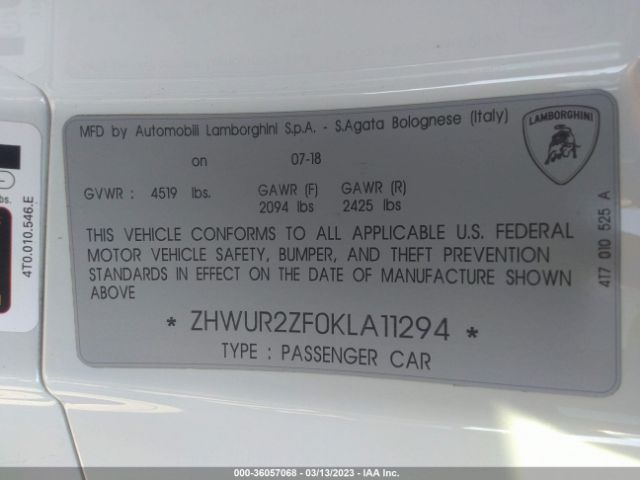 MFD by Automobili Lamborghini S.p.A. - S.Agata Bolognese (Italy)
on 07-18
GVWR : 4519 lbs. GAWR (F) GAWR (R)
2094 lbs 2425 lbs
THIS VEHICLE CONFORMS TO ALL APPLICABLE U.S. FEDERAL
MOTOR VEHICLE SAFETY, BUMPER, AND THEFT PREVENTION
STANDARDS IN EFFECT ON THE DATE OF MANUFACTURE SHOWN
ABOVE
* ZHWUR2ZF0KLA11294 *
TYPE : PASSENGER CAR
LAMBORGHINI
417 010 525 A
4T0.010.546.E
bs.
000-36057068 - 03/13/2023 - IAA Inc.